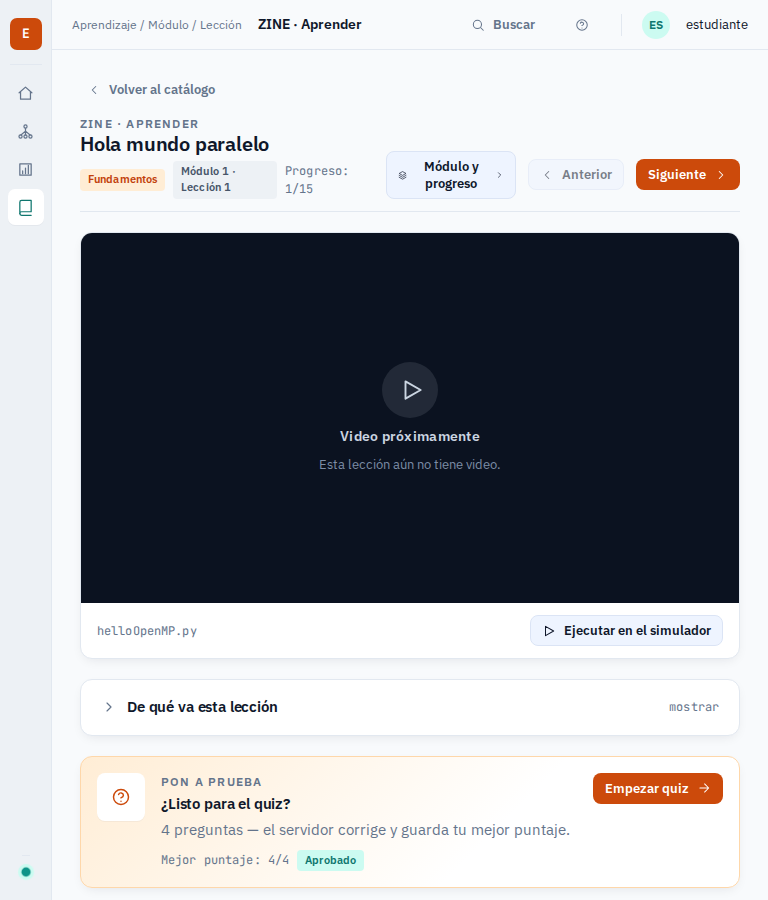 E
Aprendizaje / Módulo / Lección
ZINE · Aprender
Buscar
ES
estudiante
Volver al catálogo
ZINE · APRENDER
Hola mundo paralelo
Fundamentos
Módulo 1 ·
Lección 1
Progreso:
1/15
Módulo y
progreso
Anterior
Siguiente
Video próximamente
Esta lección aún no tiene video.
helloOpenMP.py
Ejecutar en el simulador
De qué va esta lección
mostrar
PON A PRUEBA
¿Listo para el quiz?
4 preguntas — el servidor corrige y guarda tu mejor puntaje.
Mejor puntaje: 4/4
Aprobado
Empezar quiz